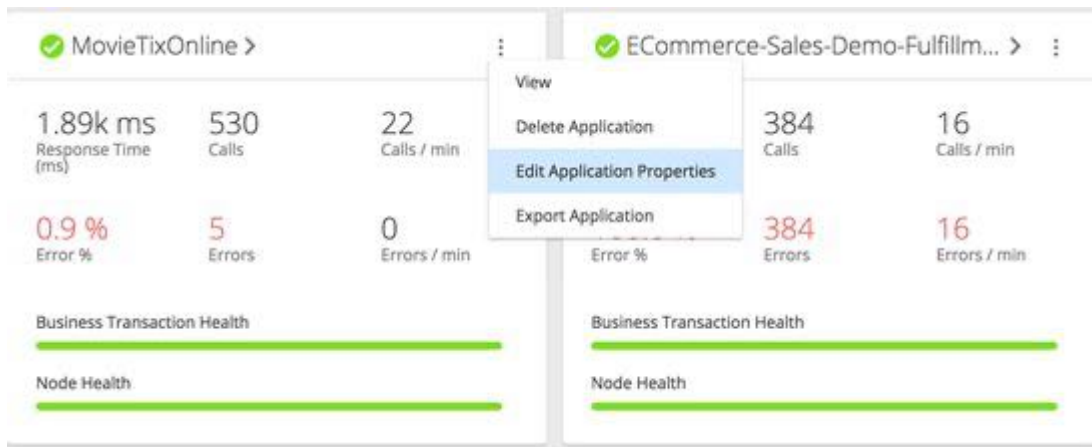 MovieTixOnline >
ECommerce-Sales-Demo-Fulfillm... >
View
Delete Application
Edit Application Properties
Export Application
1.89k ms
Response Time
(ms)
530
Calls
22
Calls / min
0.9 %
Error %
5
Errors
0
Errors / min
Business Transaction Health
Node Health
384
Calls
16
Calls / min
Error %
384
Errors
16
Errors / min
Business Transaction Health
Node Health